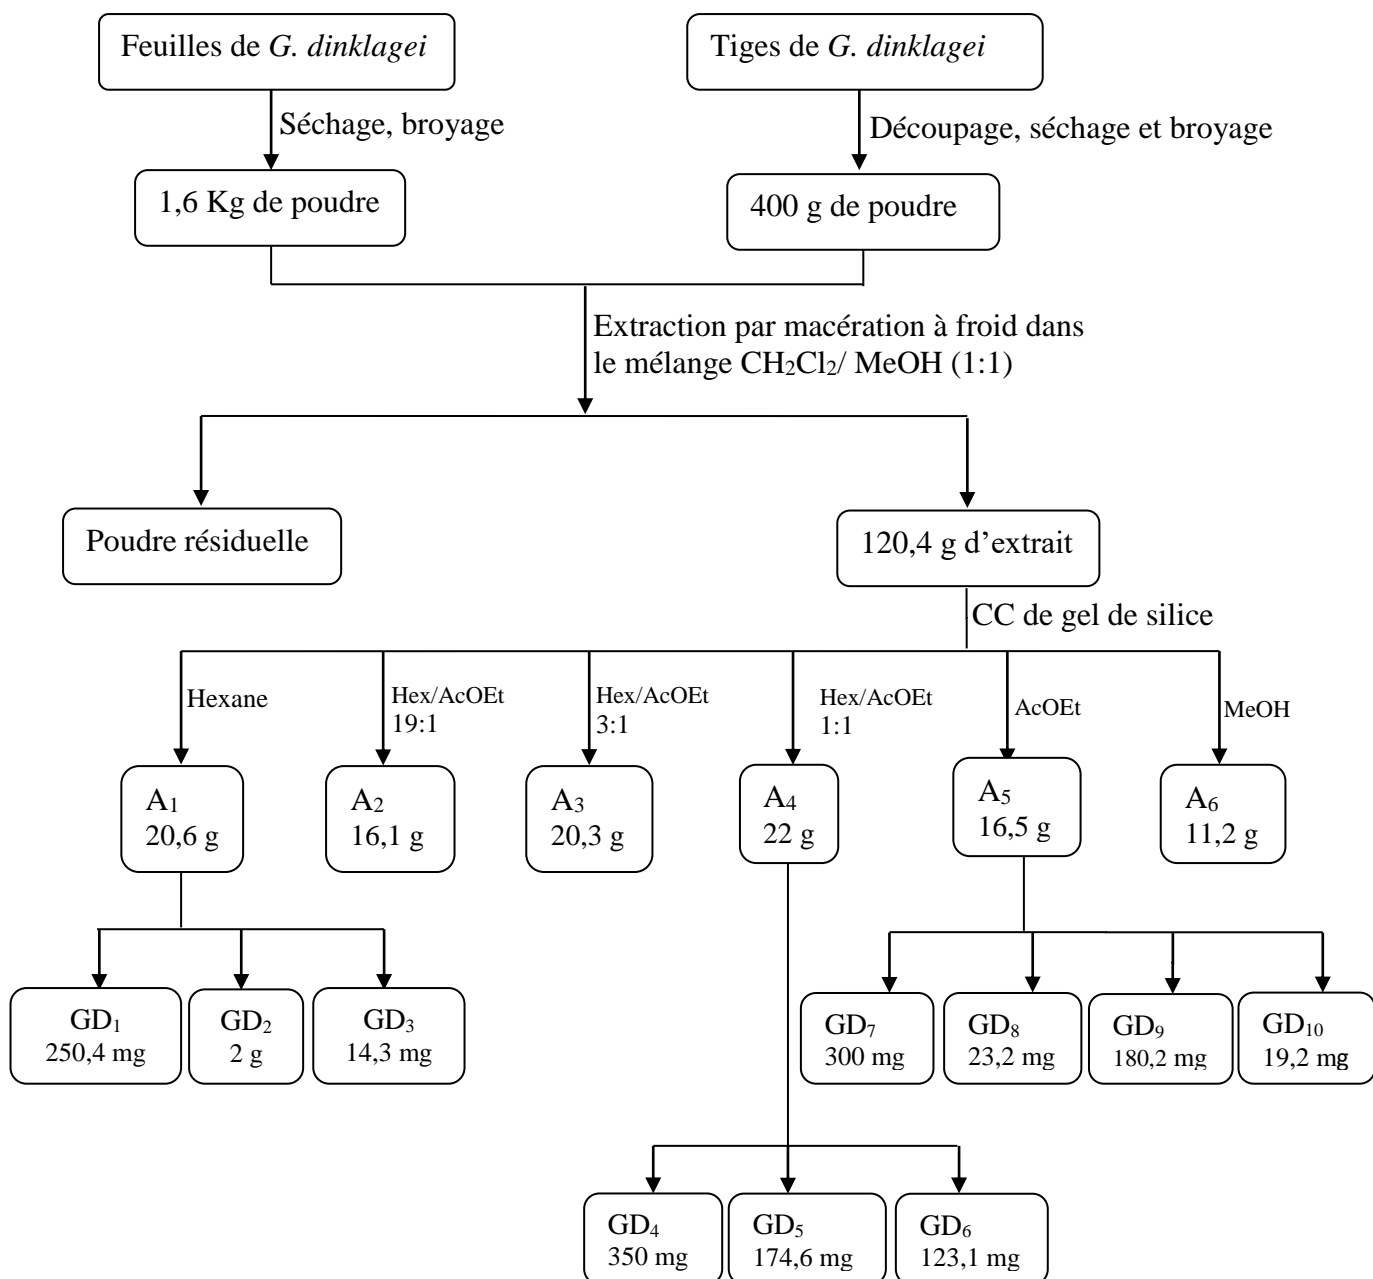 Feuilles de G. dinklagei
Tiges de G. dinklagei
Séchage, broyage
Découpage, séchage et broyage
1,6 Kg de poudre
400 g de poudre
Extraction par macération à froid dans
le mélange CH₂Cl₂/ MeOH (1:1)
Poudre résiduelle
120,4 g d’extrait
CC de gel de silice
Hexane
Hex/AcOEt
19:1
Hex/AcOEt
3:1
Hex/AcOEt
1:1
AcOEt
MeOH
A₁
20,6 g
A₂
16,1 g
A₃
20,3 g
A₄
22 g
A₅
16,5 g
A₆
11,2 g
GD₁
250,4 mg
GD₂
2 g
GD₃
14,3 mg
GD₇
300 mg
GD₈
23,2 mg
GD₉
180,2 mg
GD₁₀
19,2 mg
GD₄
350 mg
GD₅
174,6 mg
GD₆
123,1 mg